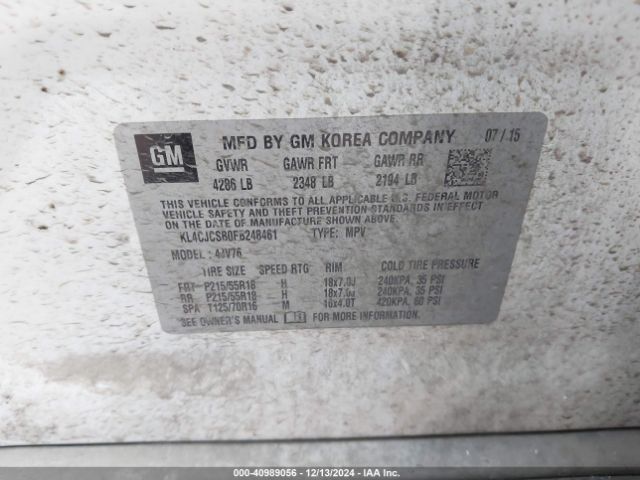 GM
MFD BY GM KOREA COMPANY 07 / 15
GVWR GAWR FRT GAWR RR
4286 LB 2348 LB 2194 LB
THIS VEHICLE CONFORMS TO ALL APPLICABLE U.S. FEDERAL MOTOR
VEHICLE SAFETY AND THEFT PREVENTION STANDARDS IN EFFECT
ON THE DATE OF MANUFACTURE SHOWN ABOVE.
KL4CJCSB0FB248461 TYPE: MPV
MODEL: 4JV76
TIRE SIZE SPEED RTG RIM COLD TIRE PRESSURE
FRT P215/55R18 H 18x7.0J 240KPA, 35 PSI
RR P215/55R18 H 18x7.0J 240KPA, 35 PSI
SPA T125/70R16 M 16x4.0T 420KPA, 60 PSI
SEE OWNER'S MANUAL FOR MORE INFORMATION.
000-40989056 - 12/13/2024 - IAA Inc.